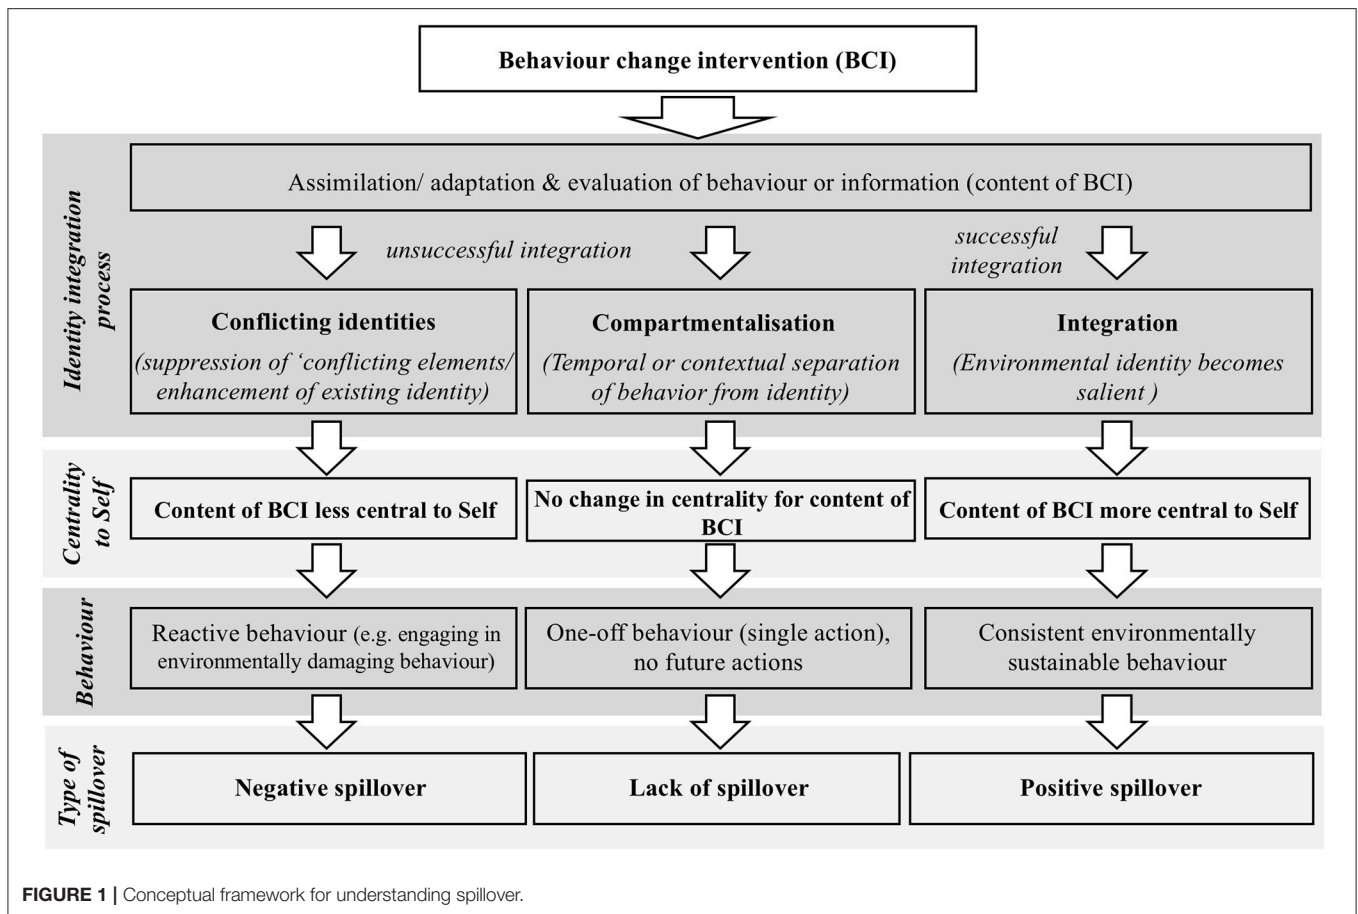 Behaviour change intervention (BCI)
Identity integration
process
Assimilation/ adaptation & evaluation of behaviour or information (content of BCI)
unsuccessful integration
successful
integration
Conflicting identities
(suppression of ‘conflicting elements/
enhancement of existing identity)
Compartmentalisation
(Temporal or contextual separation
of behavior from identity)
Integration
(Environmental identity becomes
salient )
Centrality
to Self
Content of BCI less central to Self
No change in centrality for content of
BCI
Content of BCI more central to Self
Behaviour
Reactive behaviour (e.g. engaging in
environmentally damaging behaviour)
One-off behaviour (single action),
no future actions
Consistent environmentally
sustainable behaviour
Type of
spillover
Negative spillover
Lack of spillover
Positive spillover
FIGURE 1 | Conceptual framework for understanding spillover.